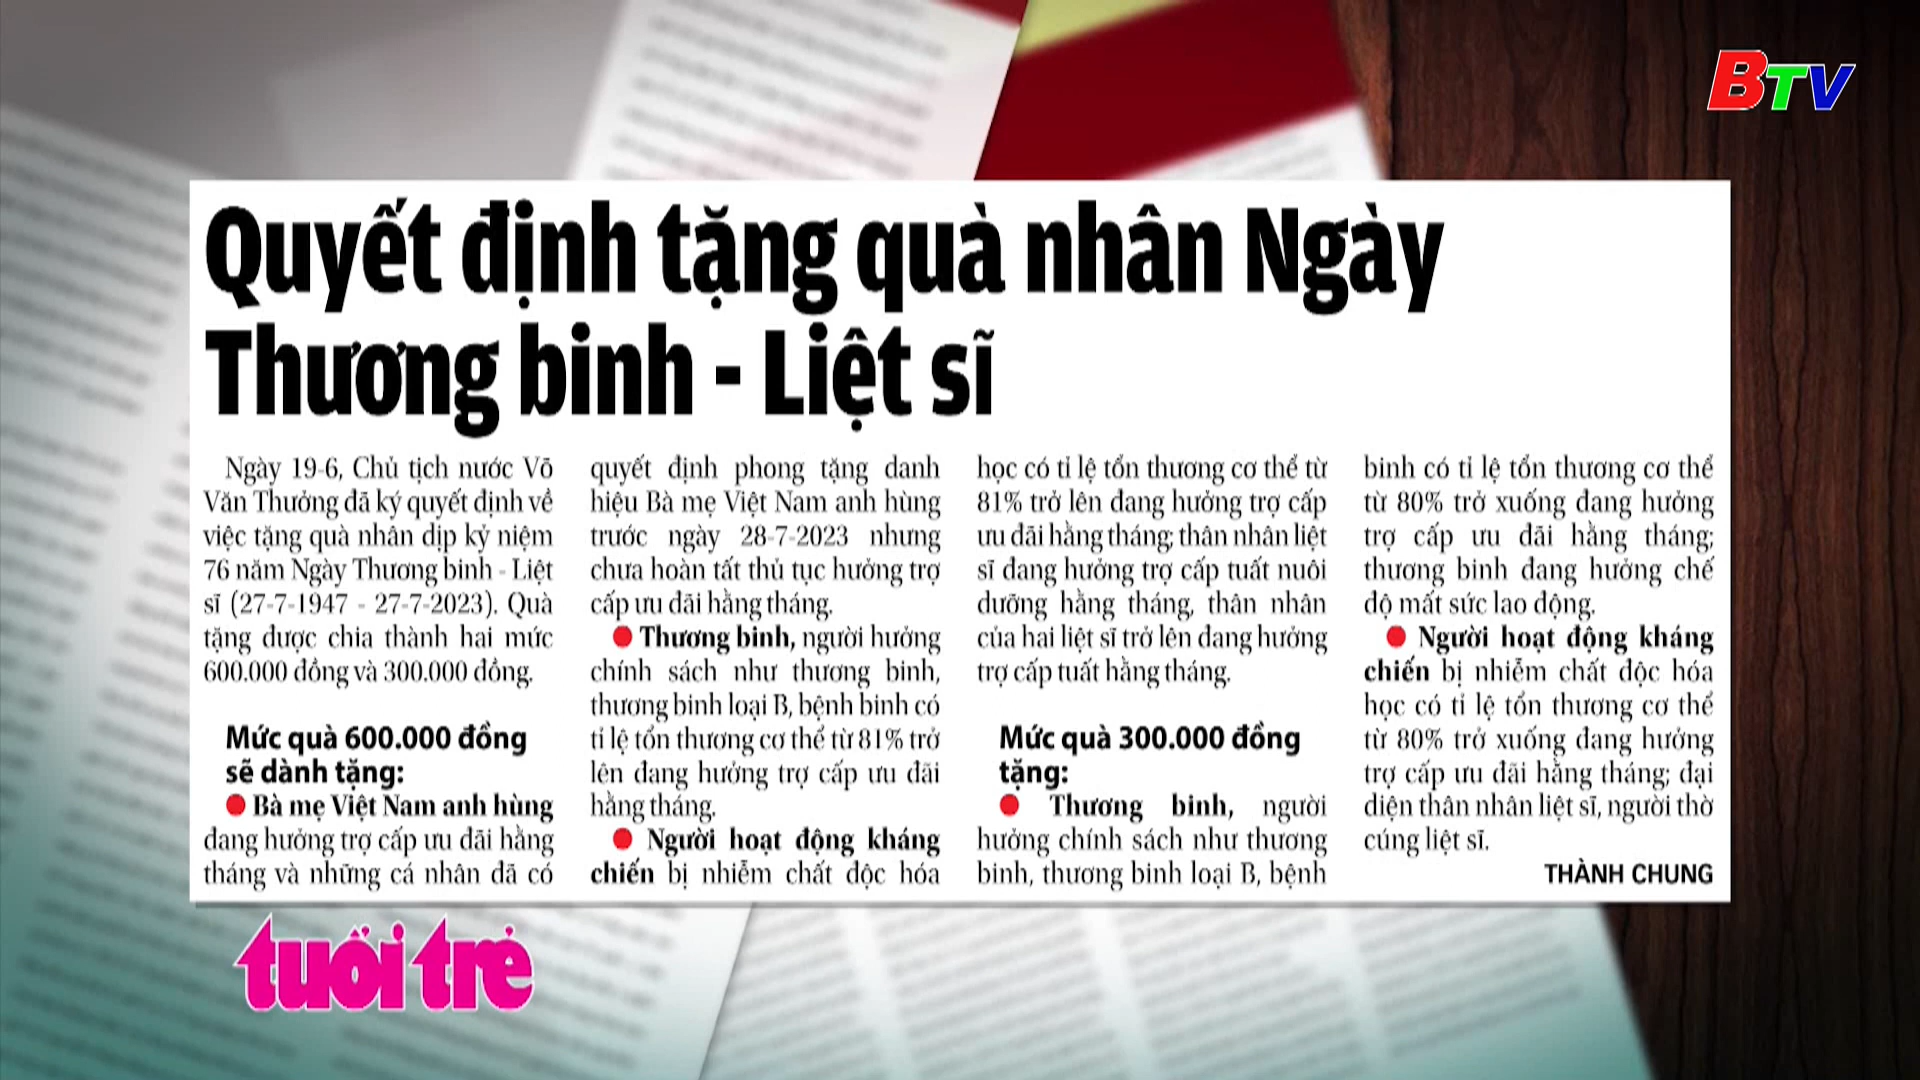 BTV
Quyết định tặng quà nhân Ngày
Thương binh - Liệt sĩ
Ngày 19-6, Chủ tịch nước Võ
Văn Thưởng đã ký quyết định về
việc tặng quà nhân dịp kỷ niệm
76 năm Ngày Thương binh - Liệt
sĩ (27-7-1947 - 27-7-2023). Quà
tặng được chia thành hai mức
600.000 đồng và 300.000 đồng.
Mức quà 600.000 đồng
sẽ dành tặng:
● Bà mẹ Việt Nam anh hùng
đang hưởng trợ cấp ưu đãi hằng
tháng và những cá nhân đã có
quyết định phong tặng danh
hiệu Bà mẹ Việt Nam anh hùng
trước ngày 28-7-2023 nhưng
chưa hoàn tất thủ tục hưởng trợ
cấp ưu đãi hằng tháng.
● Thương binh, người hưởng
chính sách như thương binh,
thương binh loại B, bệnh binh có
tỉ lệ tổn thương cơ thể từ 81% trở
lên đang hưởng trợ cấp ưu đãi
hằng tháng.
● Người hoạt động kháng
chiến bị nhiễm chất độc hóa
học có tỉ lệ tổn thương cơ thể từ
81% trở lên đang hưởng trợ cấp
ưu đãi hằng tháng; thân nhân liệt
sĩ đang hưởng trợ cấp tuất nuôi
dưỡng hằng tháng, thân nhân
của hai liệt sĩ trở lên đang hưởng
trợ cấp tuất hằng tháng.
Mức quà 300.000 đồng
tặng:
● Thương binh, người
hưởng chính sách như thương
binh, thương binh loại B, bệnh
binh có tỉ lệ tổn thương cơ thể
từ 80% trở xuống đang hưởng
trợ cấp ưu đãi hằng tháng;
thương binh đang hưởng chế
độ mất sức lao động.
● Người hoạt động kháng
chiến bị nhiễm chất độc hóa
học có tỉ lệ tổn thương cơ thể
từ 80% trở xuống đang hưởng
trợ cấp ưu đãi hằng tháng; đại
diện thân nhân liệt sĩ, người thờ
cúng liệt sĩ.
THÀNH CHUNG
tuổi trẻ